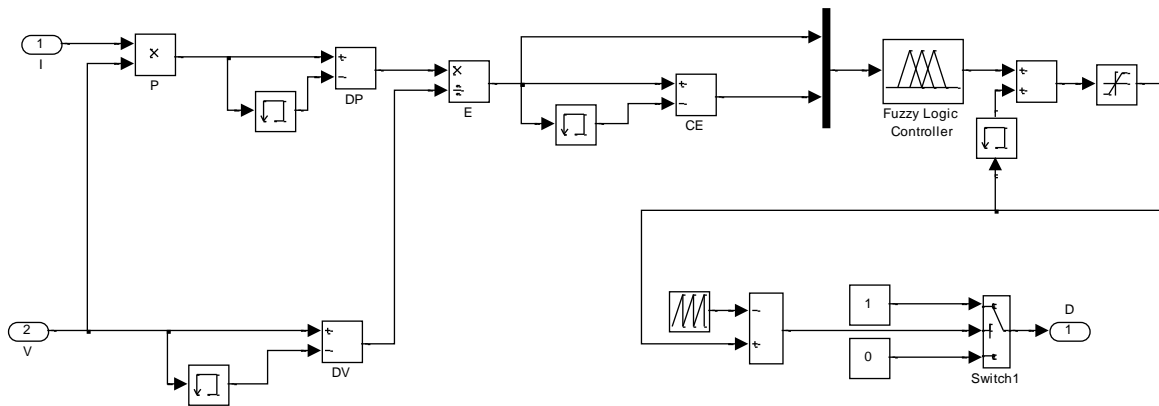 1
I
×
P
+
−
DP
×
÷
E
+
−
CE
Fuzzy Logic
Controller
+
+
2
V
+
−
DV
−
+
1
0
Switch1
D
1